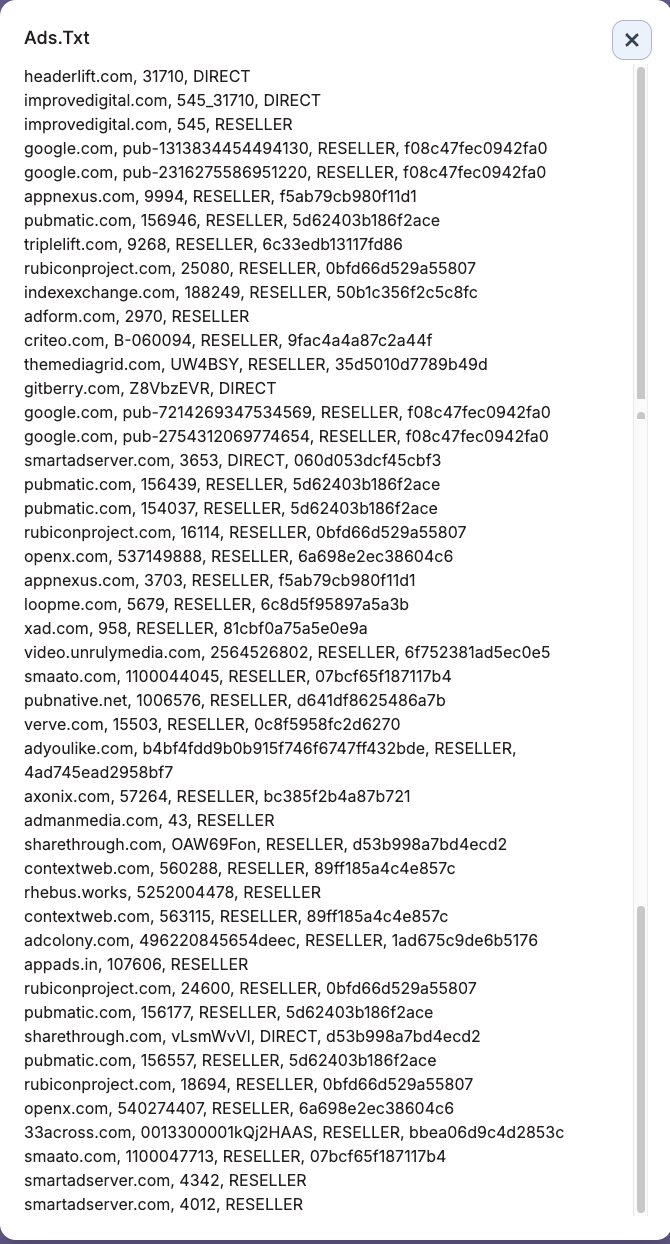 Ads.Txt
headerlift.com, 31710, DIRECT
improvedigital.com, 545_31710, DIRECT
improvedigital.com, 545, RESELLER
google.com, pub-1313834454494130, RESELLER, f08c47fec0942fa0
google.com, pub-2316275586951220, RESELLER, f08c47fec0942fa0
appnexus.com, 9994, RESELLER, f5ab79cb980f11d1
pubmatic.com, 156946, RESELLER, 5d62403b186f2ace
triplelift.com, 9268, RESELLER, 6c33edb13117fd86
rubiconproject.com, 25080, RESELLER, 0bfd66d529a55807
indexexchange.com, 188249, RESELLER, 50b1c356f2c5c8fc
adform.com, 2970, RESELLER
criteo.com, B-060094, RESELLER, 9fac4a4a87c2a44f
themediagrid.com, UW4BSY, RESELLER, 35d5010d7789b49d
gitberry.com, Z8VbzEVR, DIRECT
google.com, pub-7214269347534569, RESELLER, f08c47fec0942fa0
google.com, pub-2754312069774654, RESELLER, f08c47fec0942fa0
smartadserver.com, 3653, DIRECT, 060d053dcf45cbf3
pubmatic.com, 156439, RESELLER, 5d62403b186f2ace
pubmatic.com, 154037, RESELLER, 5d62403b186f2ace
rubiconproject.com, 16114, RESELLER, 0bfd66d529a55807
openx.com, 537149888, RESELLER, 6a698e2ec38604c6
appnexus.com, 3703, RESELLER, f5ab79cb980f11d1
loopme.com, 5679, RESELLER, 6c8d5f95897a5a3b
xad.com, 958, RESELLER, 81cbf0a75a5e0e9a
video.unrulymedia.com, 2564526802, RESELLER, 6f752381ad5ec0e5
smaato.com, 1100044045, RESELLER, 07bcf65f187117b4
pubnative.net, 1006576, RESELLER, d641df8625486a7b
verve.com, 15503, RESELLER, 0c8f5958fc2d6270
adyoulike.com, b4bf4fdd9b0b915f746f6747ff432bde, RESELLER,
4ad745ead2958bf7
axonix.com, 57264, RESELLER, bc385f2b4a87b721
admanmedia.com, 43, RESELLER
sharethrough.com, OAW69Fon, RESELLER, d53b998a7bd4ecd2
contextweb.com, 560288, RESELLER, 89ff185a4c4e857c
rhebus.works, 5252004478, RESELLER
contextweb.com, 563115, RESELLER, 89ff185a4c4e857c
adcolony.com, 496220845654deec, RESELLER, 1ad675c9de6b5176
appads.in, 107606, RESELLER
rubiconproject.com, 24600, RESELLER, 0bfd66d529a55807
pubmatic.com, 156177, RESELLER, 5d62403b186f2ace
sharethrough.com, vLsmWvVl, DIRECT, d53b998a7bd4ecd2
pubmatic.com, 156557, RESELLER, 5d62403b186f2ace
rubiconproject.com, 18694, RESELLER, 0bfd66d529a55807
openx.com, 540274407, RESELLER, 6a698e2ec38604c6
33across.com, 0013300001kQj2HAAS, RESELLER, bbea06d9c4d2853c
smaato.com, 1100047713, RESELLER, 07bcf65f187117b4
smartadserver.com, 4342, RESELLER
smartadserver.com, 4012, RESELLER